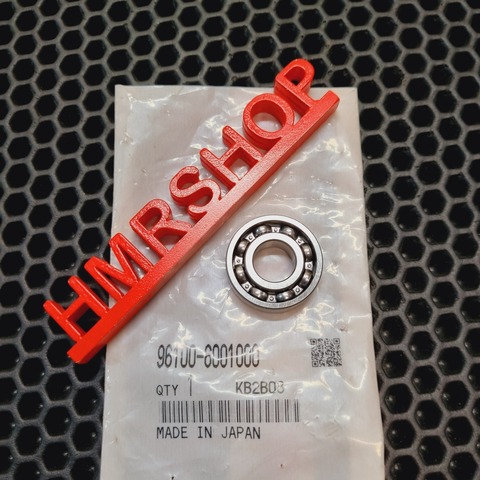 HMRSHOP
96100-6001000
QTY 1 KB2B03
MADE IN JAPAN